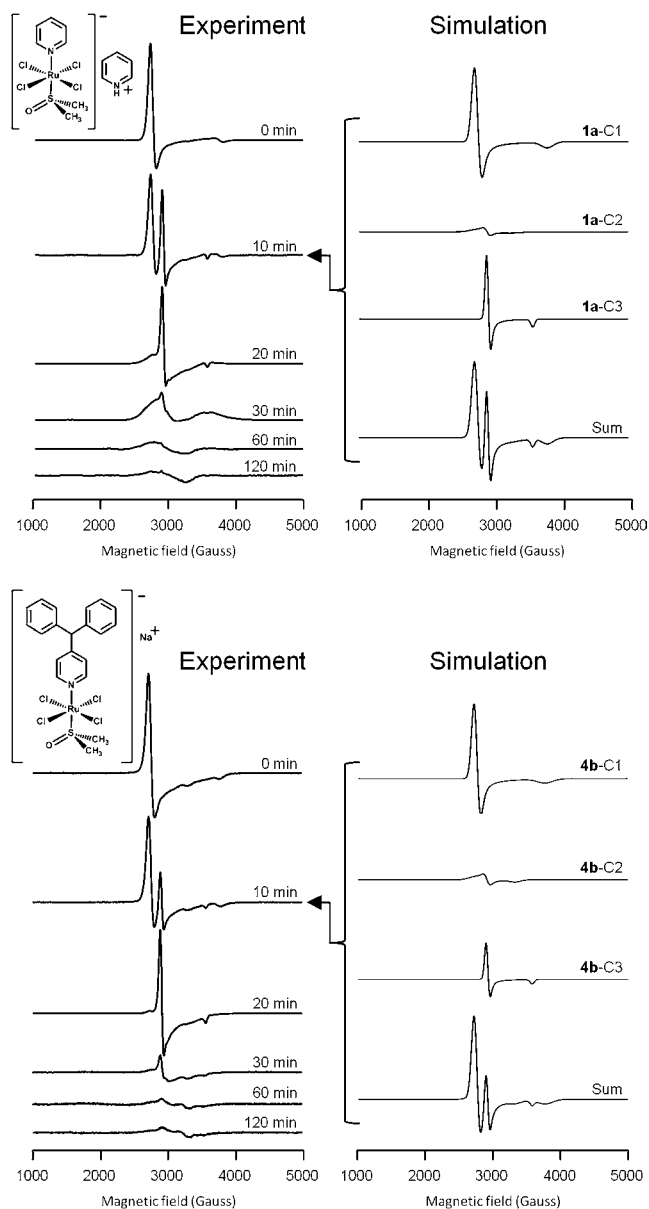 Experiment
Simulation
N
Cl Cl
Ru
Cl Cl
S CH3
O CH3
−
N
H +
0 min
10 min
20 min
30 min
60 min
120 min
1a-C1
1a-C2
1a-C3
Sum
1000 2000 3000 4000 5000
Magnetic field (Gauss)
1000 2000 3000 4000 5000
Magnetic field (Gauss)
Experiment
Simulation
−
Na+
N
Cl Cl
Ru
Cl Cl
S CH3
O CH3
0 min
10 min
20 min
30 min
60 min
120 min
4b-C1
4b-C2
4b-C3
Sum
1000 2000 3000 4000 5000
Magnetic field (Gauss)
1000 2000 3000 4000 5000
Magnetic field (Gauss)